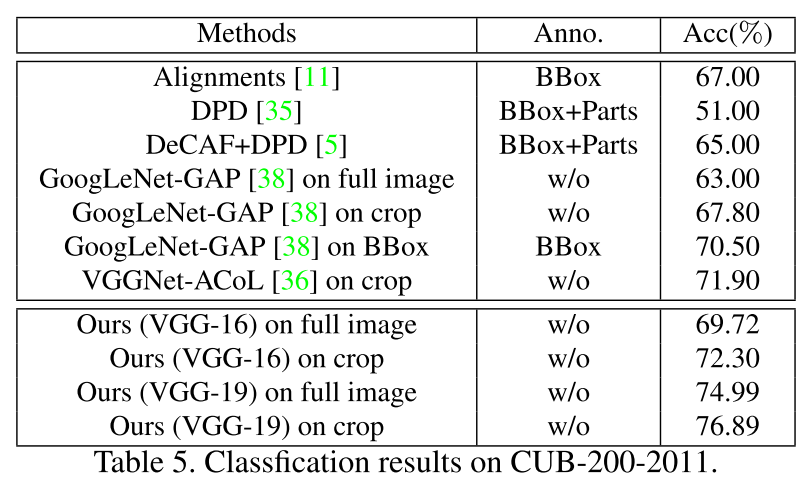 Methods Anno. Acc(%)
Alignments [11] BBox 67.00
DPD [35] BBox+Parts 51.00
DeCAF+DPD [5] BBox+Parts 65.00
GoogLeNet-GAP [38] on full image w/o 63.00
GoogLeNet-GAP [38] on crop w/o 67.80
GoogLeNet-GAP [38] on BBox BBox 70.50
VGGNet-ACoL [36] on crop w/o 71.90
Ours (VGG-16) on full image w/o 69.72
Ours (VGG-16) on crop w/o 72.30
Ours (VGG-19) on full image w/o 74.99
Ours (VGG-19) on crop w/o 76.89
Table 5. Classfication results on CUB-200-2011.